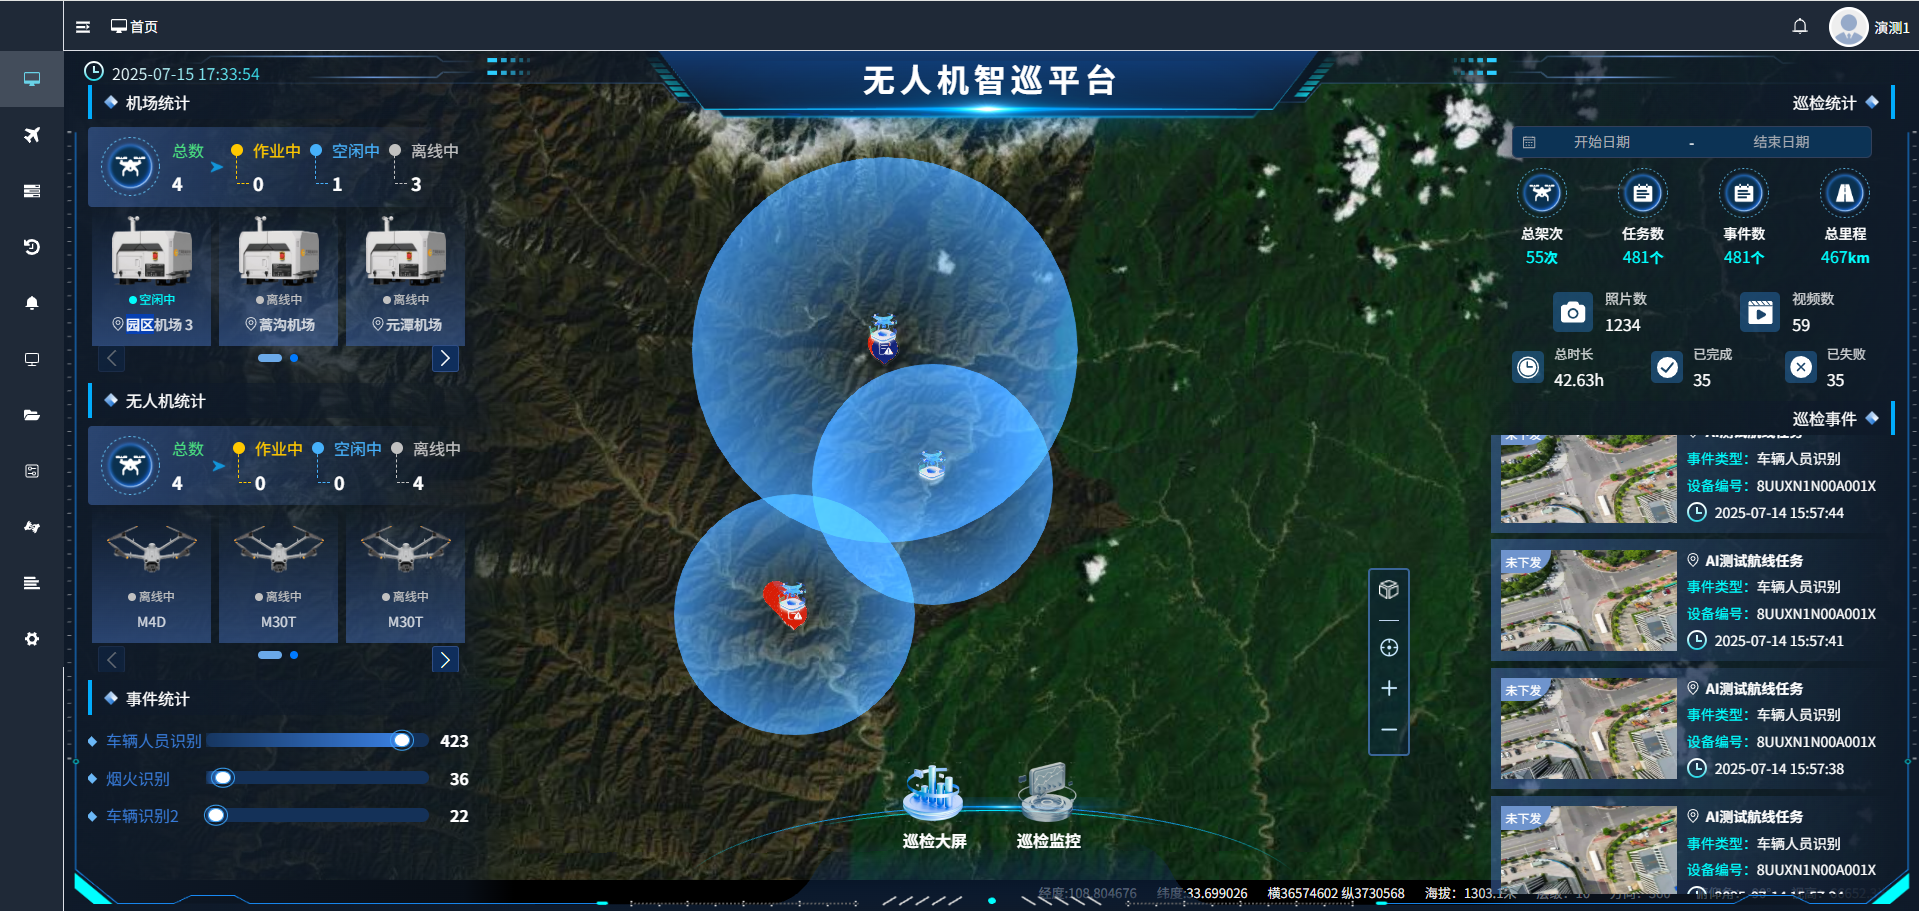 首页
演测1
2025-07-15 17:33:54
无人机智巡平台
机场统计
总数 作业中 空闲中 离线中
4 0 1 3
空闲中 离线中 离线中
园区机场 3 蒿沟机场 元潭机场
无人机统计
总数 作业中 空闲中 离线中
4 0 0 4
离线中 离线中 离线中
M4D M30T M30T
事件统计
车辆人员识别 423
烟火识别 36
车辆识别2 22
巡检大屏 巡检监控
巡检统计
开始日期 - 结束日期
总架次 任务数 事件数 总里程
55次 481个 481个 467km
照片数 视频数
1234 59
总时长 已完成 已失败
42.63h 35 35
巡检事件
未下发 AI测试航线任务
事件类型：车辆人员识别
设备编号：8UUXN1N00A001X
2025-07-14 15:57:44
未下发 AI测试航线任务
事件类型：车辆人员识别
设备编号：8UUXN1N00A001X
2025-07-14 15:57:41
未下发 AI测试航线任务
事件类型：车辆人员识别
设备编号：8UUXN1N00A001X
2025-07-14 15:57:38
未下发 AI测试航线任务
事件类型：车辆人员识别
设备编号：8UUXN1N00A001X
经度:108.804676 纬度:33.699026 横36574602 纵3730568 海拔：1303.1米